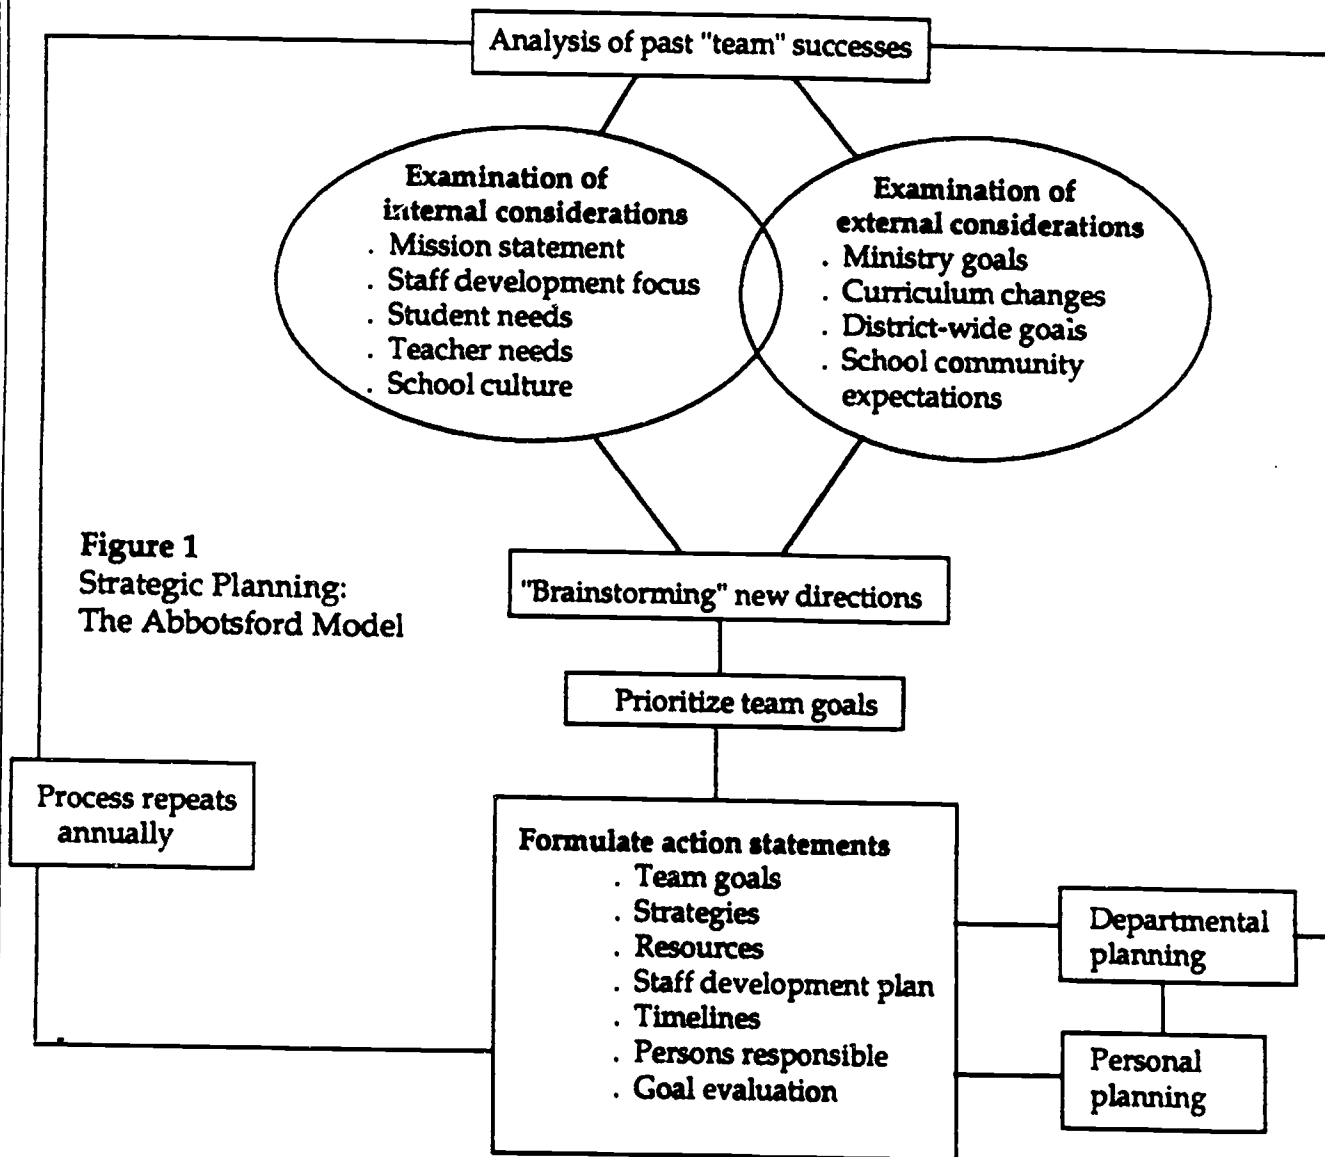 Analysis of past "team" successes
Examination of
internal considerations
. Mission statement
. Staff development focus
. Student needs
. Teacher needs
. School culture
Examination of
external considerations
. Ministry goals
. Curriculum changes
. District-wide goals
. School community
expectations
Figure 1
Strategic Planning:
The Abbotsford Model
"Brainstorming" new directions
Prioritize team goals
Process repeats
annually
Formulate action statements
. Team goals
. Strategies
. Resources
. Staff development plan
. Timelines
. Persons responsible
. Goal evaluation
Departmental
planning
Personal
planning